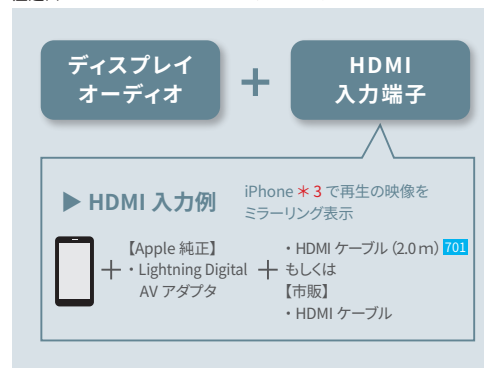 ディスプレイ
オーディオ
+
HDMI
入力端子
▶ HDMI 入力例
iPhone＊3で再生の映像を
ミラーリング表示
+
【Apple 純正】
・Lightning Digital
AV アダプタ
+
・HDMI ケーブル（2.0m）701
もしくは
【市販】
・HDMI ケーブル